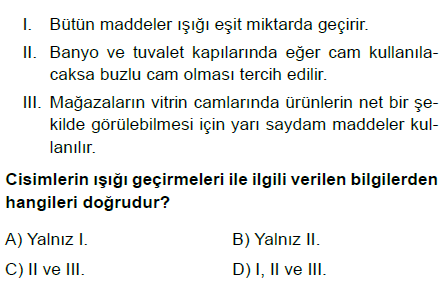 I. Bütün maddeler ışığı eşit miktarda geçirir.
II. Banyo ve tuvalet kapılarında eğer cam kullanıla-
caksa buzlu cam olması tercih edilir.
III. Mağazaların vitrin camlarında ürünlerin net bir şe-
kilde görülebilmesi için yarı saydam maddeler kul-
lanılır.
Cisimlerin ışığı geçirmeleri ile ilgili verilen bilgilerden
hangileri doğrudur?
A) Yalnız I. B) Yalnız II.
C) II ve III. D) I, II ve III.